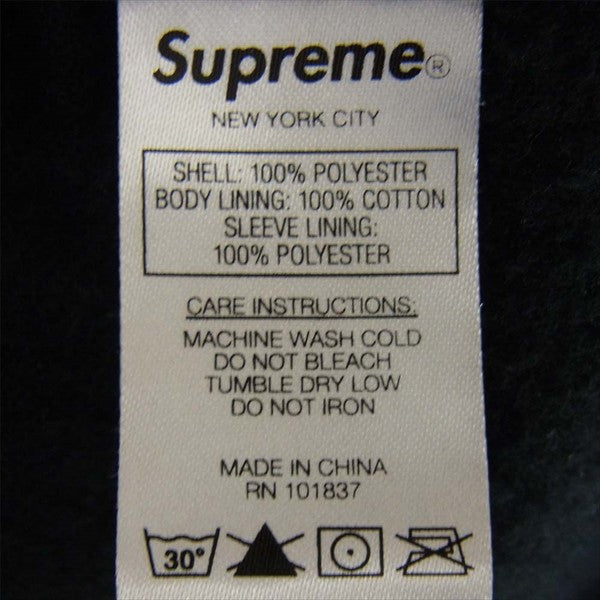 Supreme®
NEW YORK CITY
SHELL: 100% POLYESTER
BODY LINING: 100% COTTON
SLEEVE LINING:
100% POLYESTER
CARE INSTRUCTIONS:
MACHINE WASH COLD
DO NOT BLEACH
TUMBLE DRY LOW
DO NOT IRON
MADE IN CHINA
RN 101837
30°